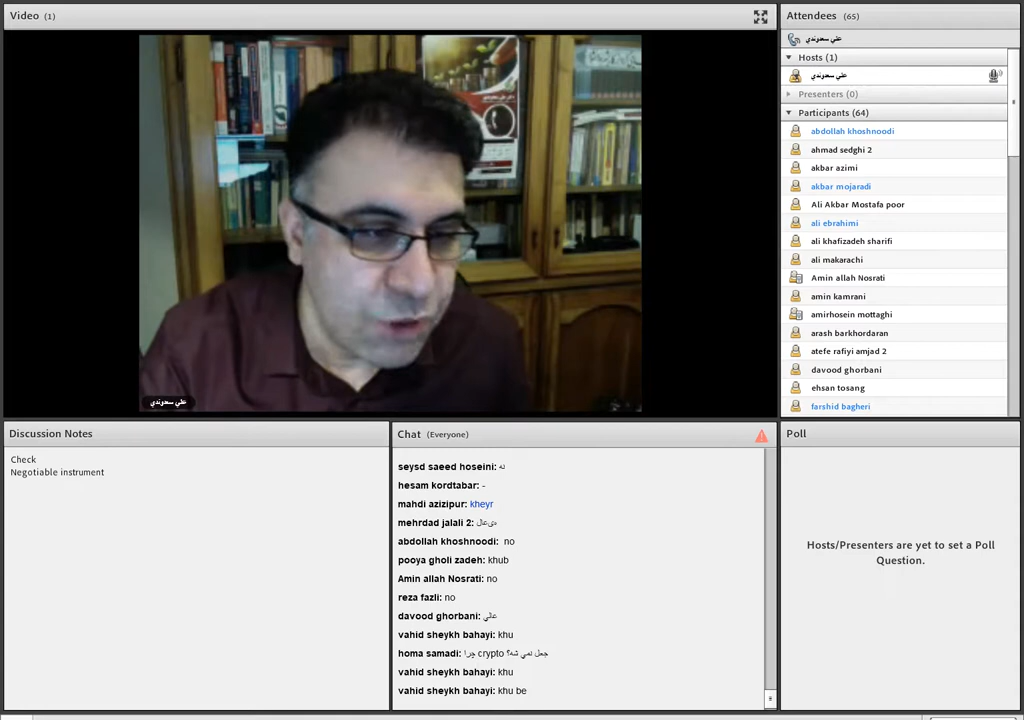 Video (1)
علي سعدوندي
Attendees (65)
علي سعدوندي
Hosts (1)
علي سعدوندي
Presenters (0)
Participants (64)
abdollah khoshnoodi
ahmad sedghi 2
akbar azimi
akbar mojaradi
Ali Akbar Mostafa poor
ali ebrahimi
ali khafizadeh sharifi
ali makarachi
Amin allah Nosrati
amin kamrani
amirhosein mottaghi
arash barkhordaran
atefe rafiyi amjad 2
davood ghorbani
ehsan tosang
farshid bagheri
Discussion Notes
Check
Negotiable instrument
Chat (Everyone)
seysd saeed hoseini: نه
hesam kordtabar: -
mahdi azizipur: kheyr
mehrdad jalali 2:
abdollah khoshnoodi: no
pooya gholi zadeh: khub
Amin allah Nosrati: no
reza fazli: no
davood ghorbani: عالي
vahid sheykh bahayi: khu
homa samadi: چرا crypto جعل نمي شه؟
vahid sheykh bahayi: khu
vahid sheykh bahayi: khu be
Poll
Hosts/Presenters are yet to set a Poll
Question.